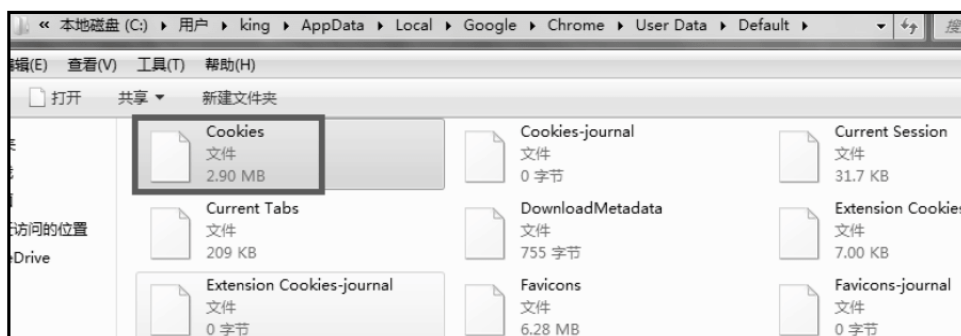 « 本地磁盘 (C:) ▸ 用户 ▸ king ▸ AppData ▸ Local ▸ Google ▸ Chrome ▸ User Data ▸ Default ▸
编辑(E) 查看(V) 工具(T) 帮助(H)
打开 共享 ▾ 新建文件夹
Cookies
文件
2.90 MB
Cookies-journal
文件
0 字节
Current Session
文件
31.7 KB
访问的位置
Current Tabs
文件
209 KB
DownloadMetadata
文件
755 字节
Extension Cookies
文件
7.00 KB
eDrive
Extension Cookies-journal
文件
0 字节
Favicons
文件
6.28 MB
Favicons-journal
文件
0 字节